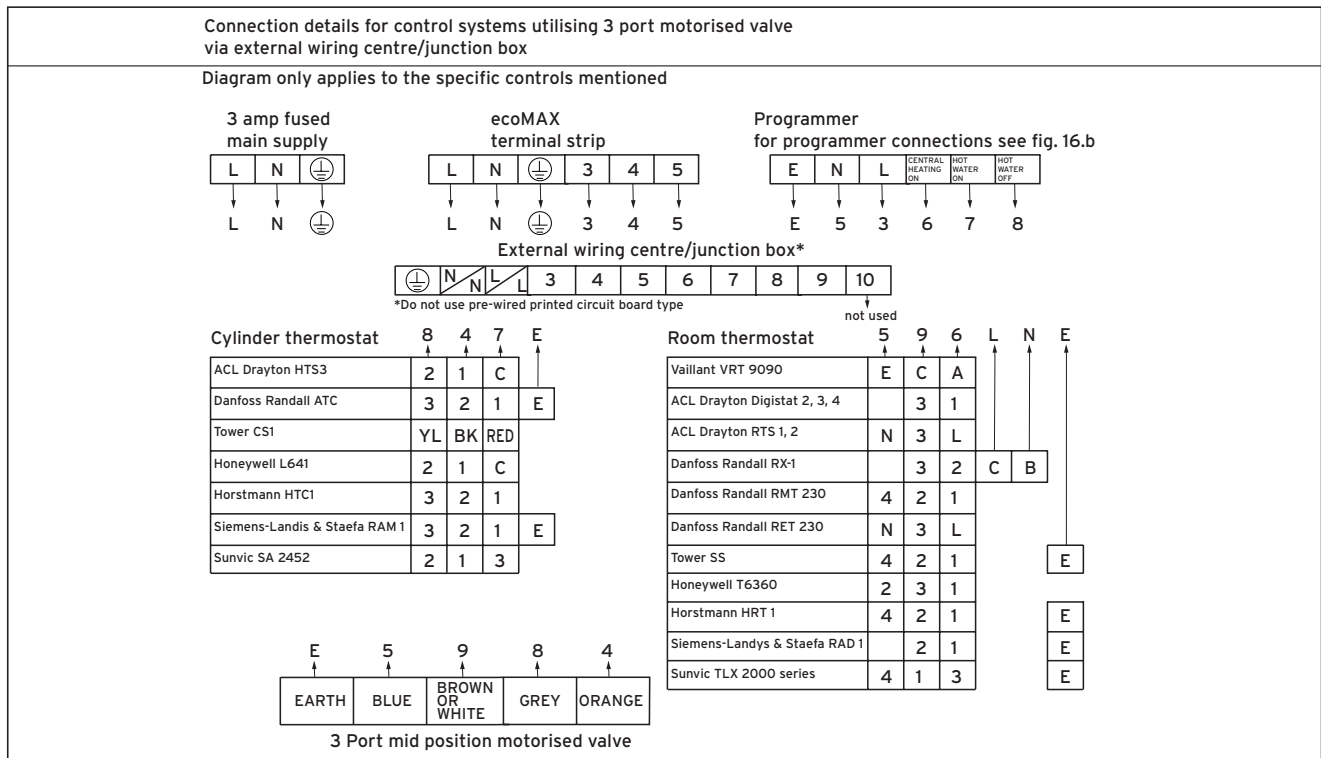 Connection details for control systems utilising 3 port motorised valve
via external wiring centre/junction box
Diagram only applies to the specific controls mentioned
3 amp fused
main supply
L N
L N
ecoMAX
terminal strip
L N 3 4 5
L N 3 4 5
Programmer
for programmer connections see fig. 16.b
E N L CENTRAL HEATING ON HOT WATER ON HOT WATER OFF
E 5 3 6 7 8
External wiring centre/junction box*
N N L L 3 4 5 6 7 8 9 10
*Do not use pre-wired printed circuit board type
not used
Cylinder thermostat 8 4 7 E
ACL Drayton HTS3 2 1 C
Danfoss Randall ATC 3 2 1 E
Tower CS1 YL BK RED
Honeywell L641 2 1 C
Horstmann HTC1 3 2 1
Siemens-Landis & Staefa RAM 1 3 2 1 E
Sunvic SA 2452 2 1 3
Room thermostat 5 9 6 L N E
Vaillant VRT 9090 E C A
ACL Drayton Digistat 2, 3, 4 3 1
ACL Drayton RTS 1, 2 N 3 L
Danfoss Randall RX-1 3 2 C B
Danfoss Randall RMT 230 4 2 1
Danfoss Randall RET 230 N 3 L
Tower SS 4 2 1 E
Honeywell T6360 2 3 1
Horstmann HRT 1 4 2 1 E
Siemens-Landys & Staefa RAD 1 2 1 E
Sunvic TLX 2000 series 4 1 3 E
E 5 9 8 4
EARTH BLUE BROWN OR WHITE GREY ORANGE
3 Port mid position motorised valve